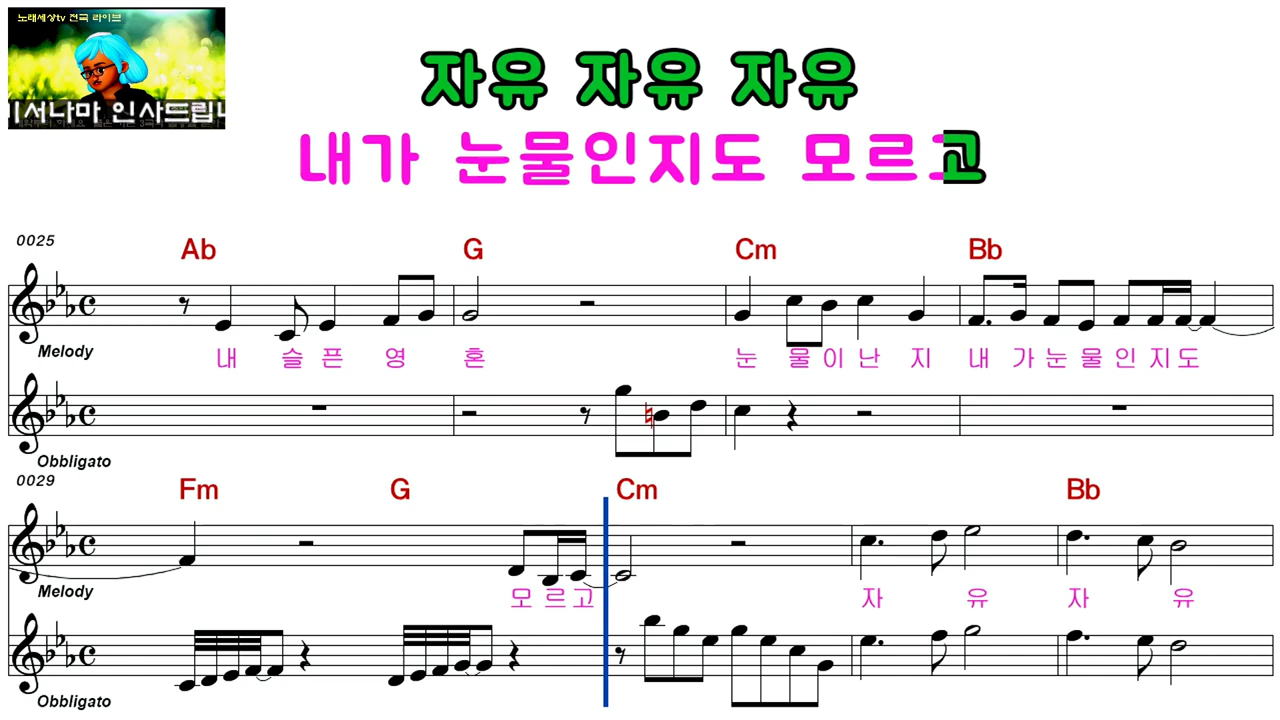 노래세상tv 전국 라이브
기서나마 인사드립니
자유 자유 자유
내가 눈물인지도 모르고
0025
Ab G Cm Bb
Melody
내 슬 픈 영 혼 눈 물 이 난 지 내 가 눈 물 인 지 도
Obbligato
0029
Fm G Cm Bb
Melody
모 르 고 자 유 자 유
Obbligato